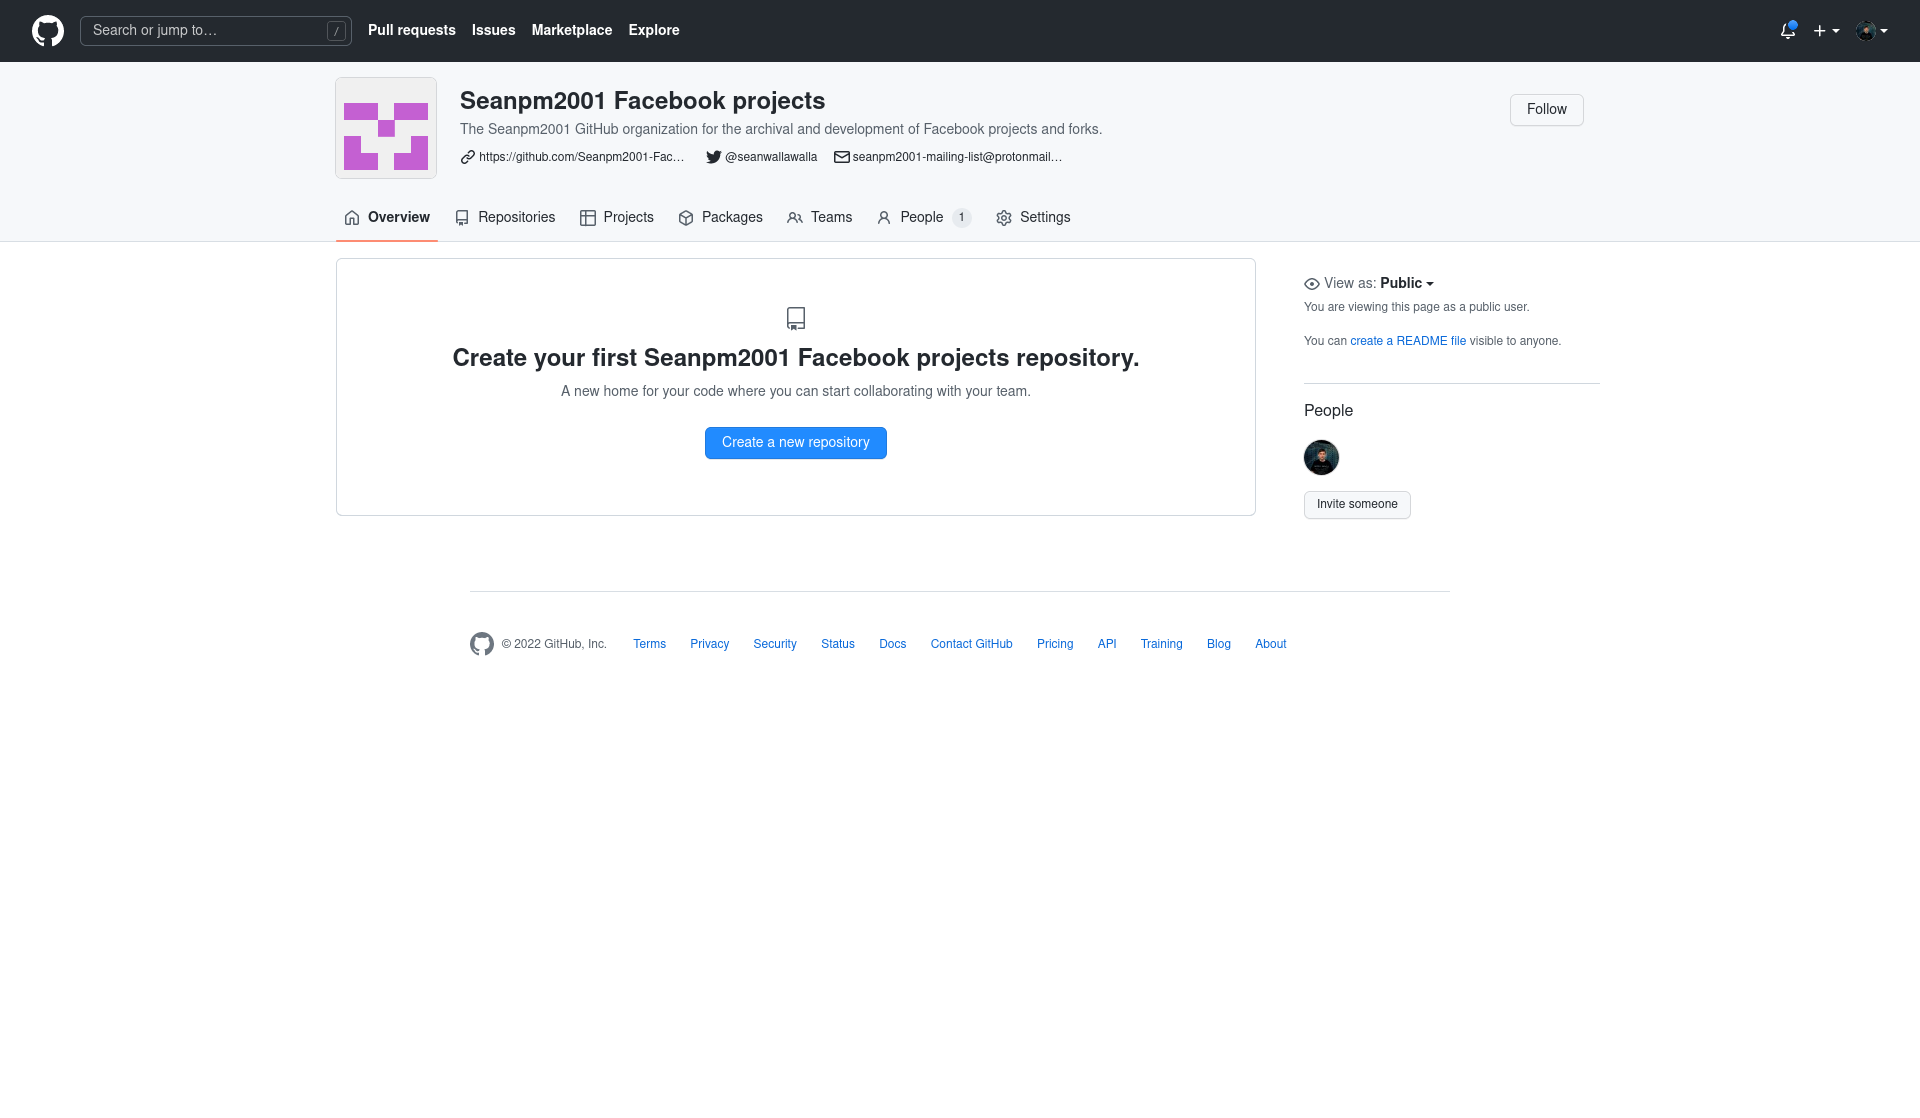 Search or jump to…
/
Pull requests
Issues
Marketplace
Explore
Seanpm2001 Facebook projects
The Seanpm2001 GitHub organization for the archival and development of Facebook projects and forks.
https://github.com/Seanpm2001-Fac…
@seanwallawalla
seanpm2001-mailing-list@protonmail…
Follow
Overview
Repositories
Projects
Packages
Teams
People 1
Settings
Create your first Seanpm2001 Facebook projects repository.
A new home for your code where you can start collaborating with your team.
Create a new repository
View as: Public
You are viewing this page as a public user.
You can create a README file visible to anyone.
People
Invite someone
© 2022 GitHub, Inc.
Terms
Privacy
Security
Status
Docs
Contact GitHub
Pricing
API
Training
Blog
About